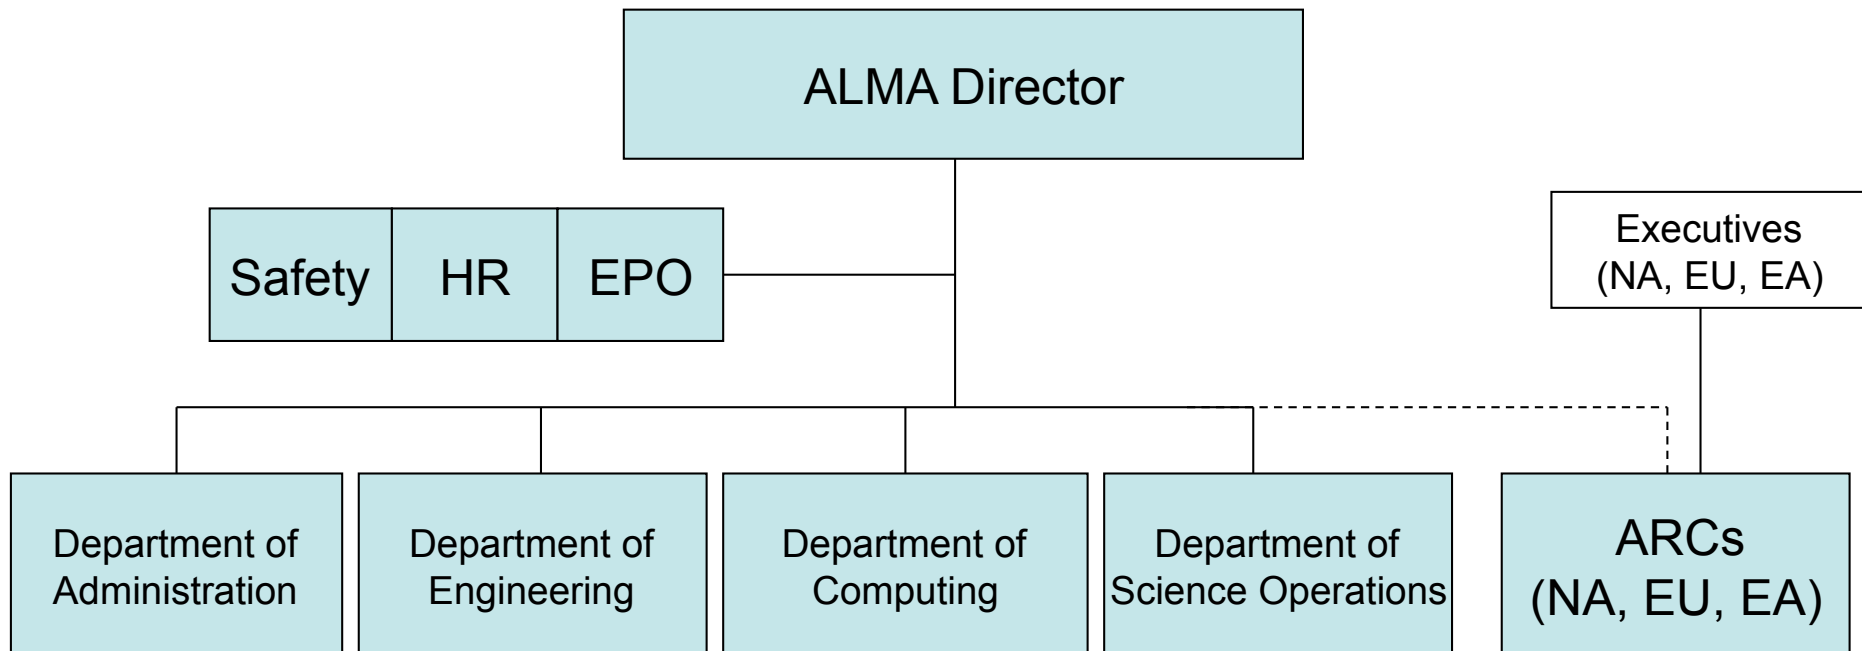 ALMA Director
Safety
HR
EPO
Executives
(NA, EU, EA)
Department of
Administration
Department of
Engineering
Department of
Computing
Department of
Science Operations
ARCs
(NA, EU, EA)